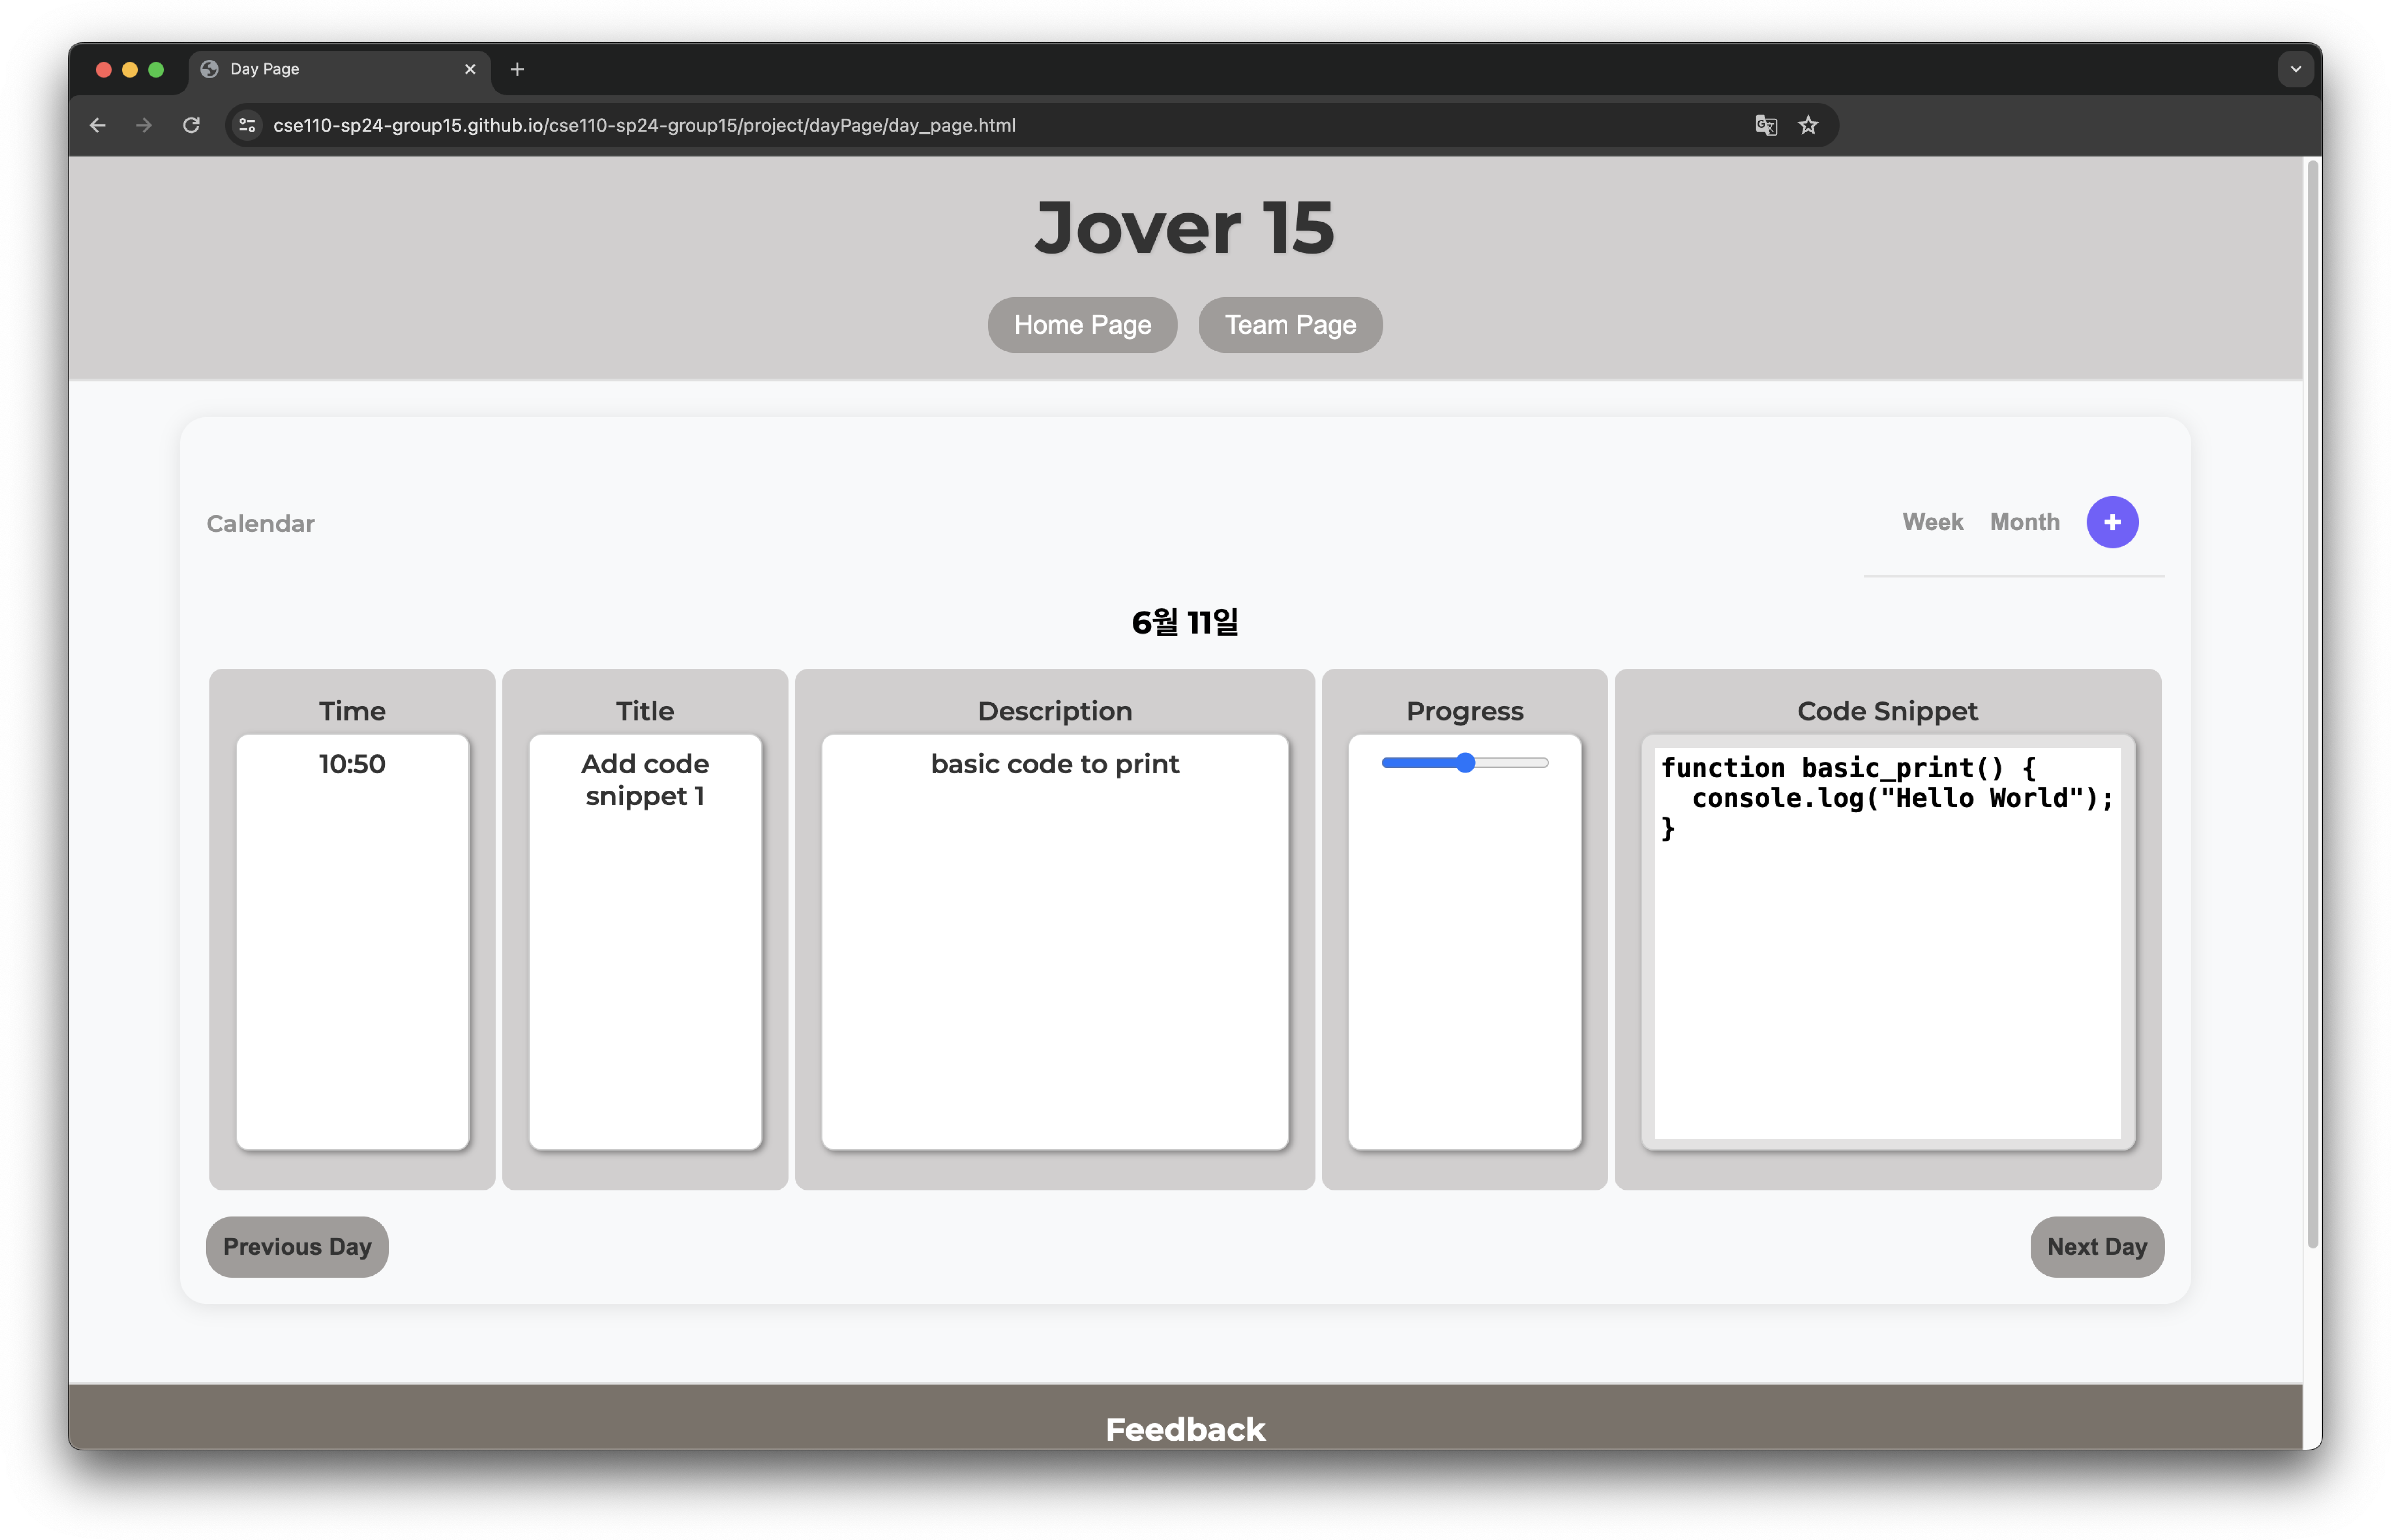 Day Page
cse110-sp24-group15.github.io/cse110-sp24-group15/project/dayPage/day_page.html
Jover 15
Home Page
Team Page
Calendar
Week
Month
+
6월 11일
Time
10:50
Title
Add code
snippet 1
Description
basic code to print
Progress
Code Snippet
function basic_print() {
  console.log("Hello World");
}
Previous Day
Next Day
Feedback